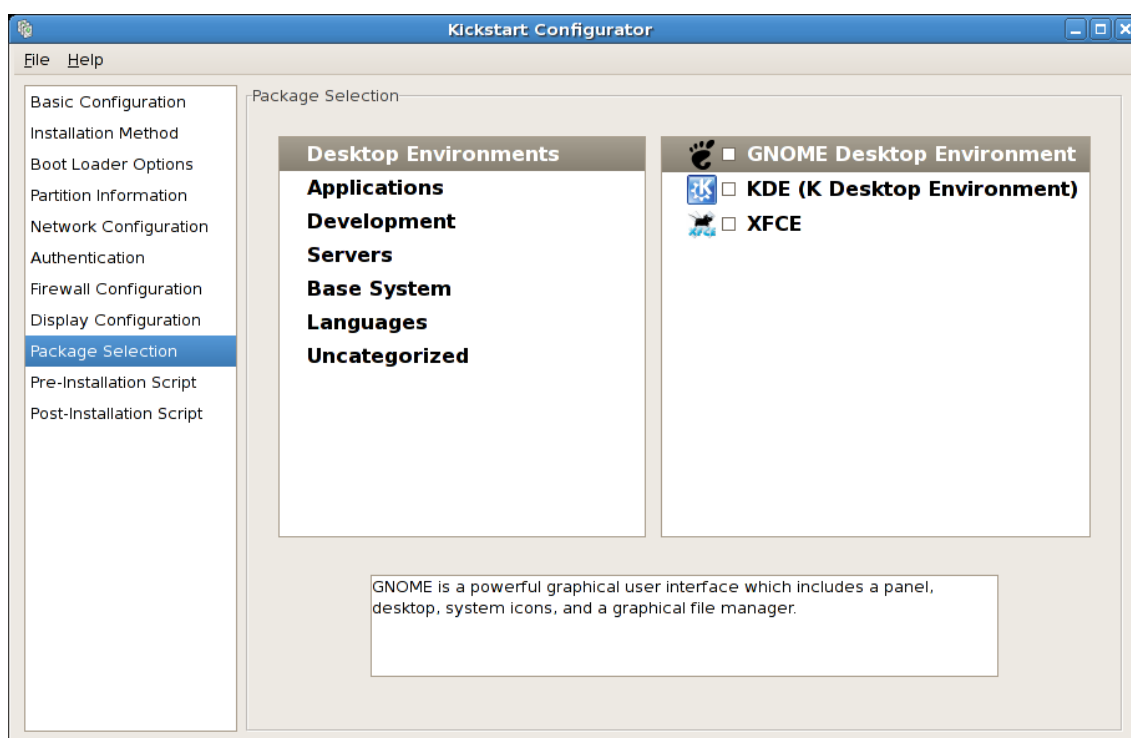 Kickstart Configurator
File Help
Basic Configuration
Installation Method
Boot Loader Options
Partition Information
Network Configuration
Authentication
Firewall Configuration
Display Configuration
Package Selection
Pre-Installation Script
Post-Installation Script
Package Selection
Desktop Environments
Applications
Development
Servers
Base System
Languages
Uncategorized
GNOME Desktop Environment
KDE (K Desktop Environment)
XFCE
GNOME is a powerful graphical user interface which includes a panel,
desktop, system icons, and a graphical file manager.